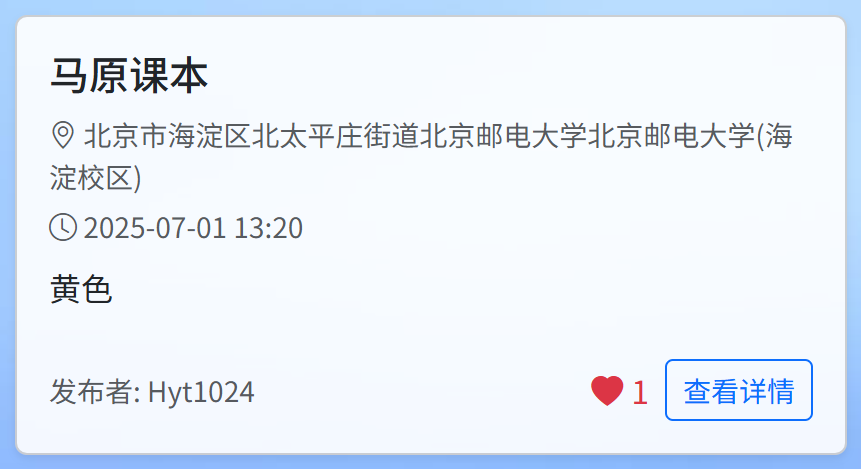 马原课本
北京市海淀区北太平庄街道北京邮电大学北京邮电大学(海
淀校区)
2025-07-01 13:20
黄色
发布者: Hyt1024
1
查看详情